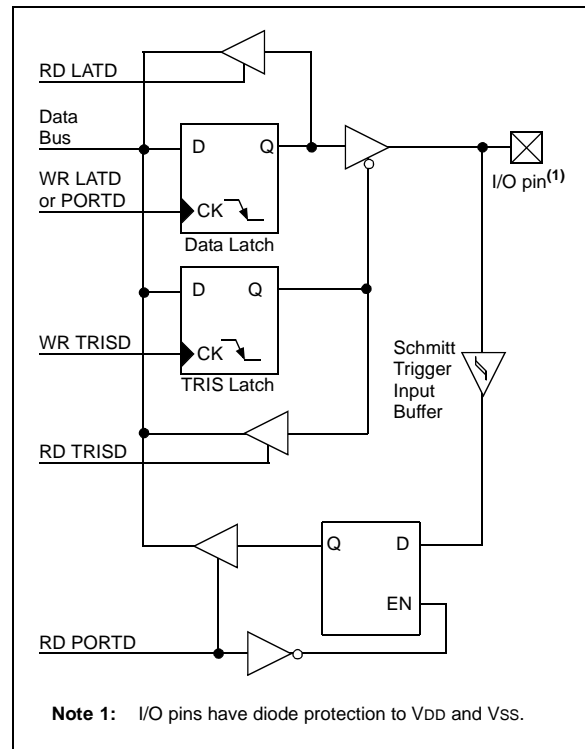 RD LATD
Data
Bus
D Q
WR LATD
or PORTD
CK
Data Latch
I/O pin(1)
D Q
WR TRISD
CK
TRIS Latch
Schmitt
Trigger
Input
Buffer
RD TRISD
Q D
EN
RD PORTD
Note 1: I/O pins have diode protection to VDD and VSS.